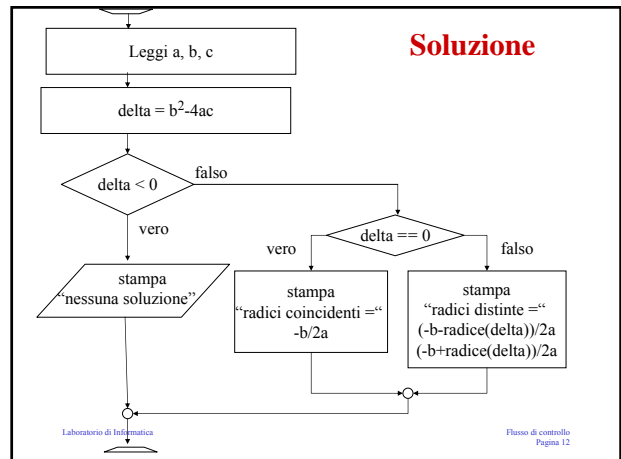 Soluzione
Leggi a, b, c
delta = b²-4ac
delta < 0
falso
vero
delta == 0
vero
falso
stampa
“nessuna soluzione”
stampa
“radici coincidenti =“
-b/2a
stampa
“radici distinte =“
(-b-radice(delta))/2a
(-b+radice(delta))/2a
Laboratorio di Informatica
Flusso di controllo
Pagina 12